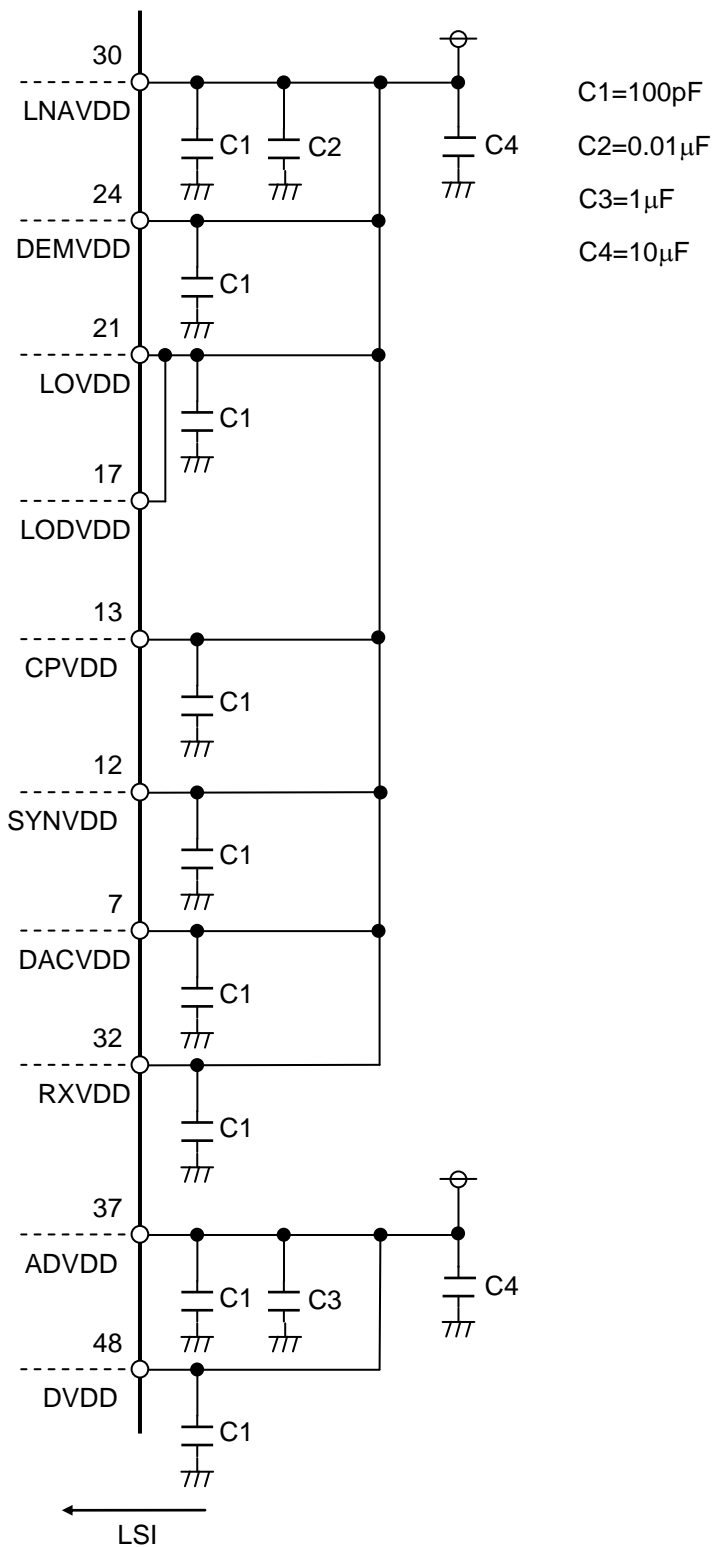 30
LNAVDD
C1
C2
C4
C1=100pF
C2=0.01μF
C3=1μF
C4=10μF
24
DEMVDD
C1
21
LOVDD
C1
17
LODVDD
13
CPVDD
C1
12
SYNVDD
C1
7
DACVDD
C1
32
RXVDD
C1
37
ADVDD
C1
C3
C4
48
DVDD
C1
LSI